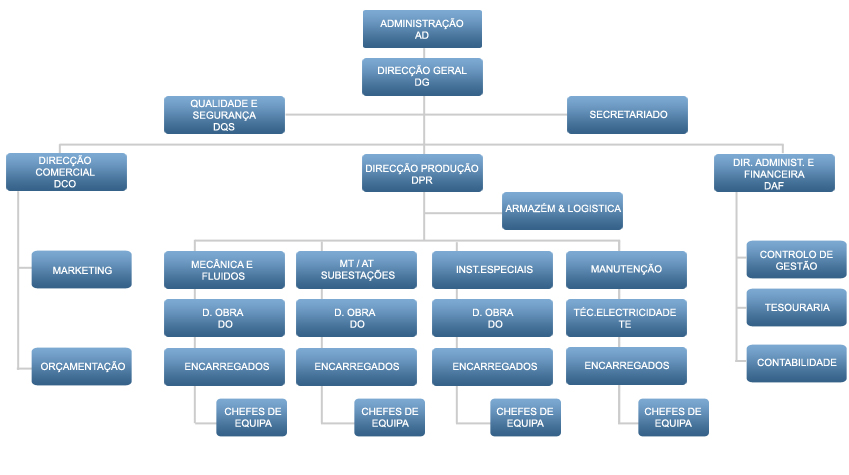 ADMINISTRAÇÃO
AD
DIRECÇÃO GERAL
DG
QUALIDADE E
SEGURANÇA
DQS
SECRETARIADO
DIRECÇÃO
COMERCIAL
DCO
DIRECÇÃO PRODUÇÃO
DPR
DIR. ADMINIST. E
FINANCEIRA
DAF
ARMAZÉM & LOGISTICA
MARKETING
ORÇAMENTAÇÃO
MECÂNICA E
FLUIDOS
D. OBRA
DO
ENCARREGADOS
CHEFES DE
EQUIPA
MT / AT
SUBESTAÇÕES
D. OBRA
DO
ENCARREGADOS
CHEFES DE
EQUIPA
INST.ESPECIAIS
D. OBRA
DO
ENCARREGADOS
CHEFES DE
EQUIPA
MANUTENÇÃO
TÉC.ELECTRICIDADE
TE
ENCARREGADOS
CHEFES DE
EQUIPA
CONTROLO DE
GESTÃO
TESOURARIA
CONTABILIDADE